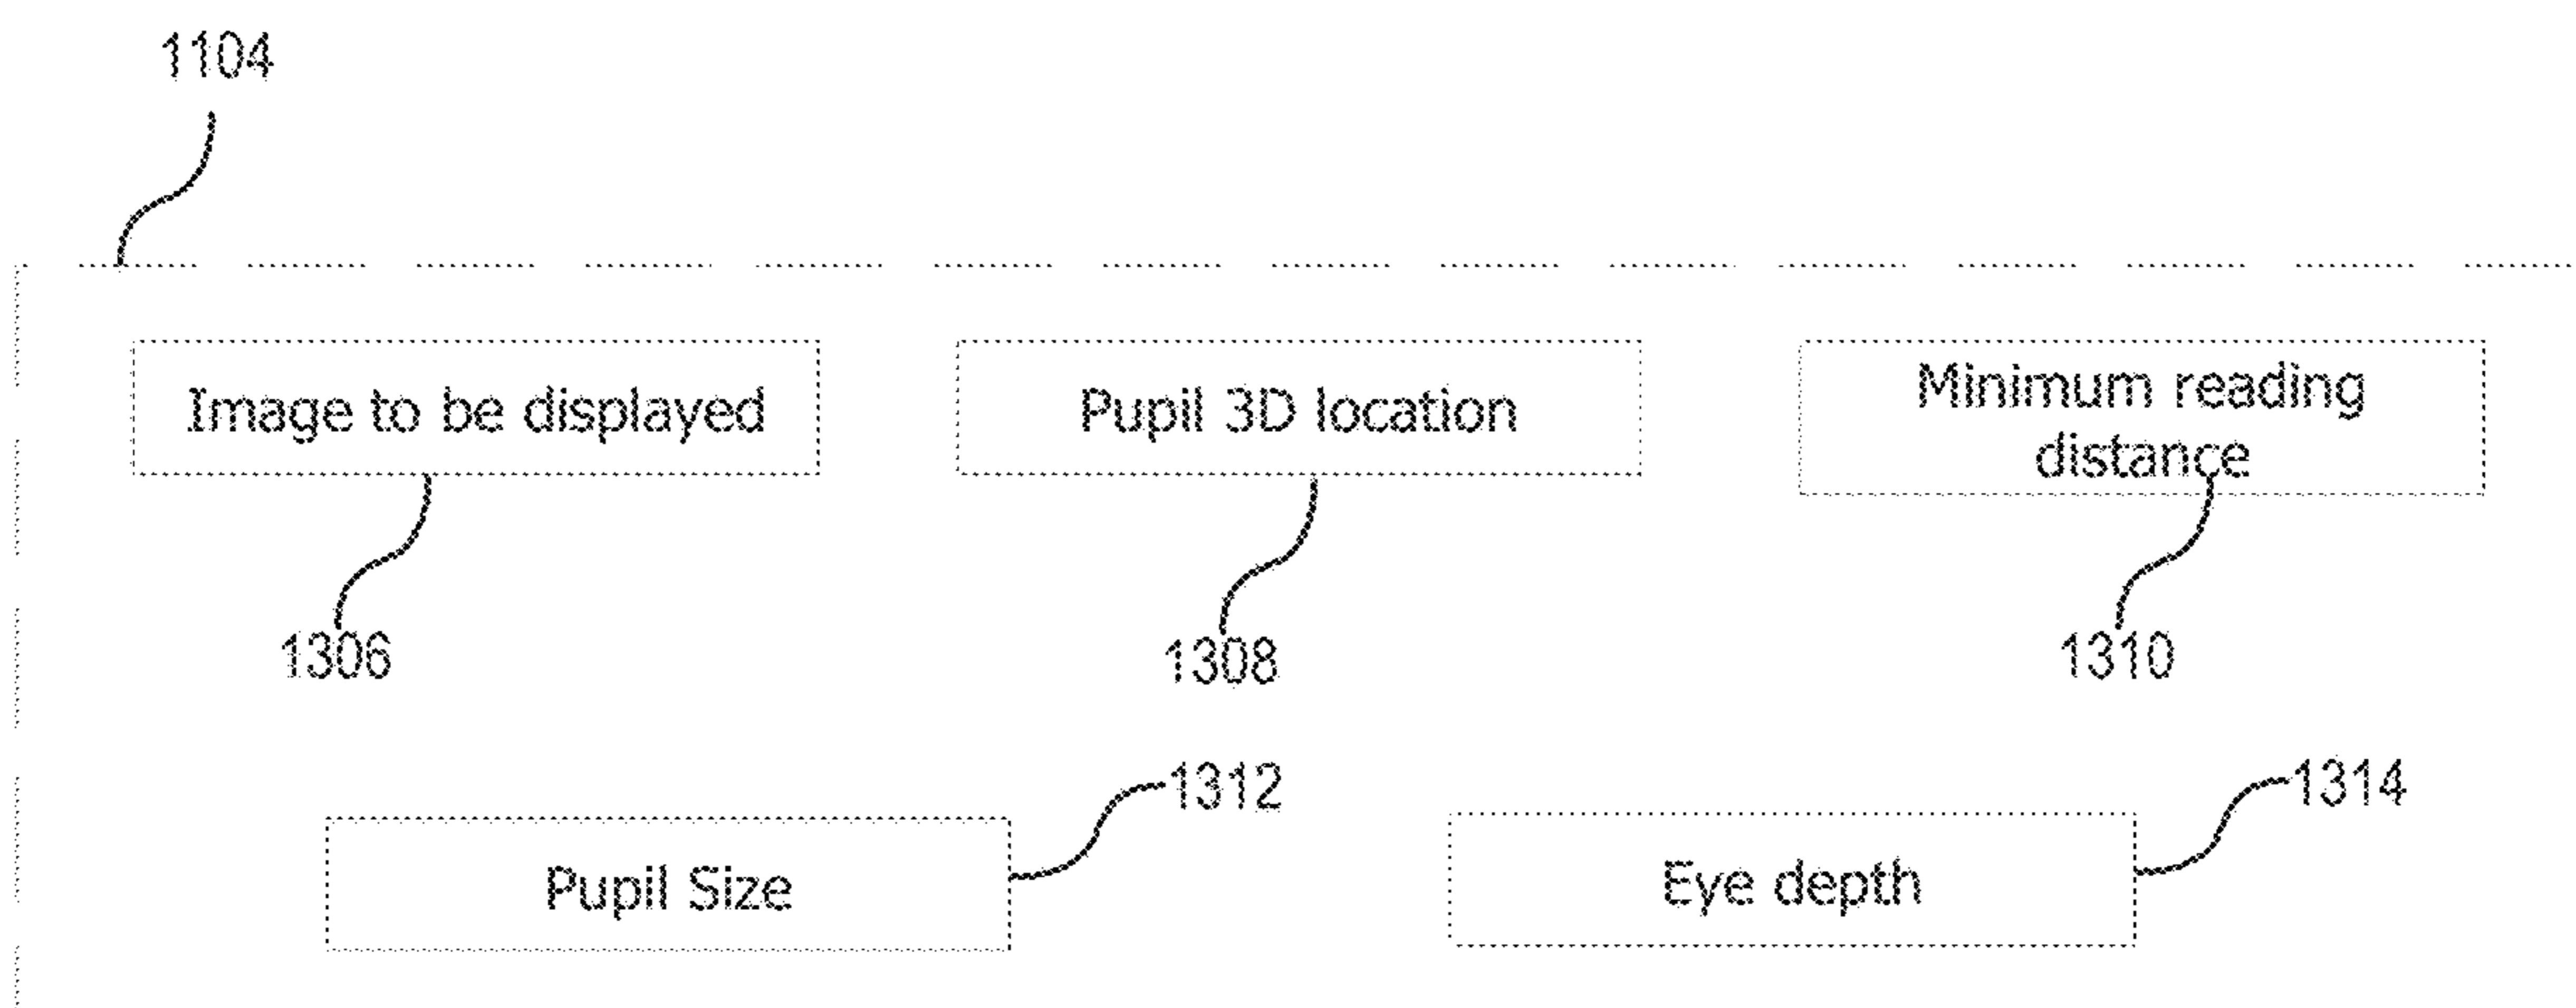 1104
Image to be displayed
Pupil 3D location
Minimum reading
distance
1306
1308
1310
1312
1314
Pupil Size
Eye depth